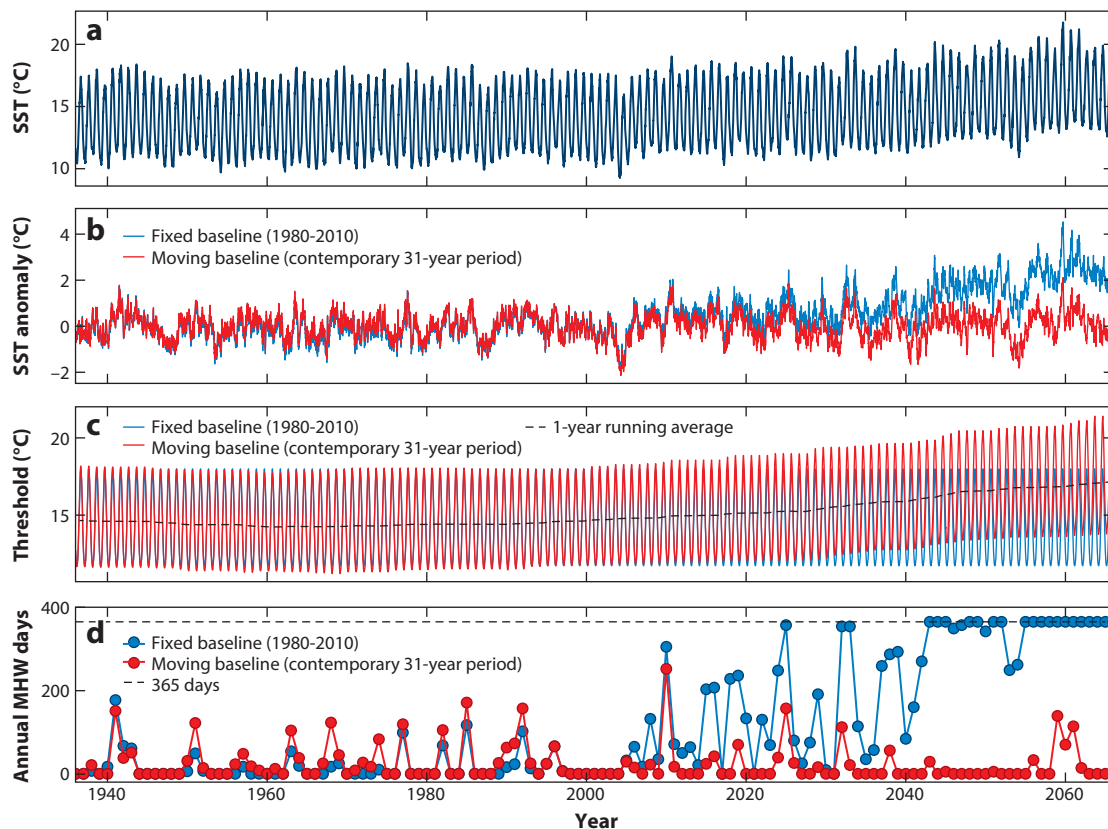 a
SST (°C)
20
15
10
b
SST anomaly (°C)
4
2
0
–2
Fixed baseline (1980-2010)
Moving baseline (contemporary 31-year period)
c
Threshold (°C)
20
15
Fixed baseline (1980-2010)
Moving baseline (contemporary 31-year period)
1-year running average
d
Annual MHW days
400
200
0
Fixed baseline (1980-2010)
Moving baseline (contemporary 31-year period)
365 days
1940 1960 1980 2000 2020 2040 2060
Year